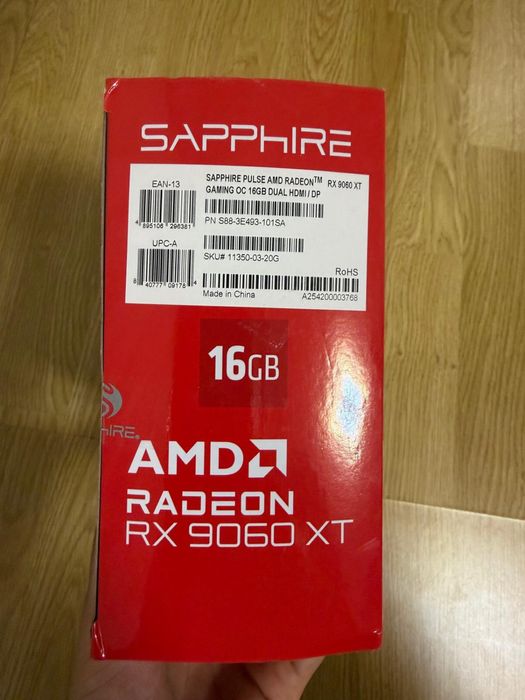 SAPPHIRE
EAN-13
4 895106 296381
UPC-A
8 40777 09178 4
SAPPHIRE PULSE AMD RADEON™ RX 9060 XT
GAMING OC 16GB DUAL HDMI / DP
PN S88-3E493-101SA
SKU# 11350-03-20G
RoHS
Made in China
A254200003768
16GB
HIRE®
AMD
RADEON
RX 9060 XT